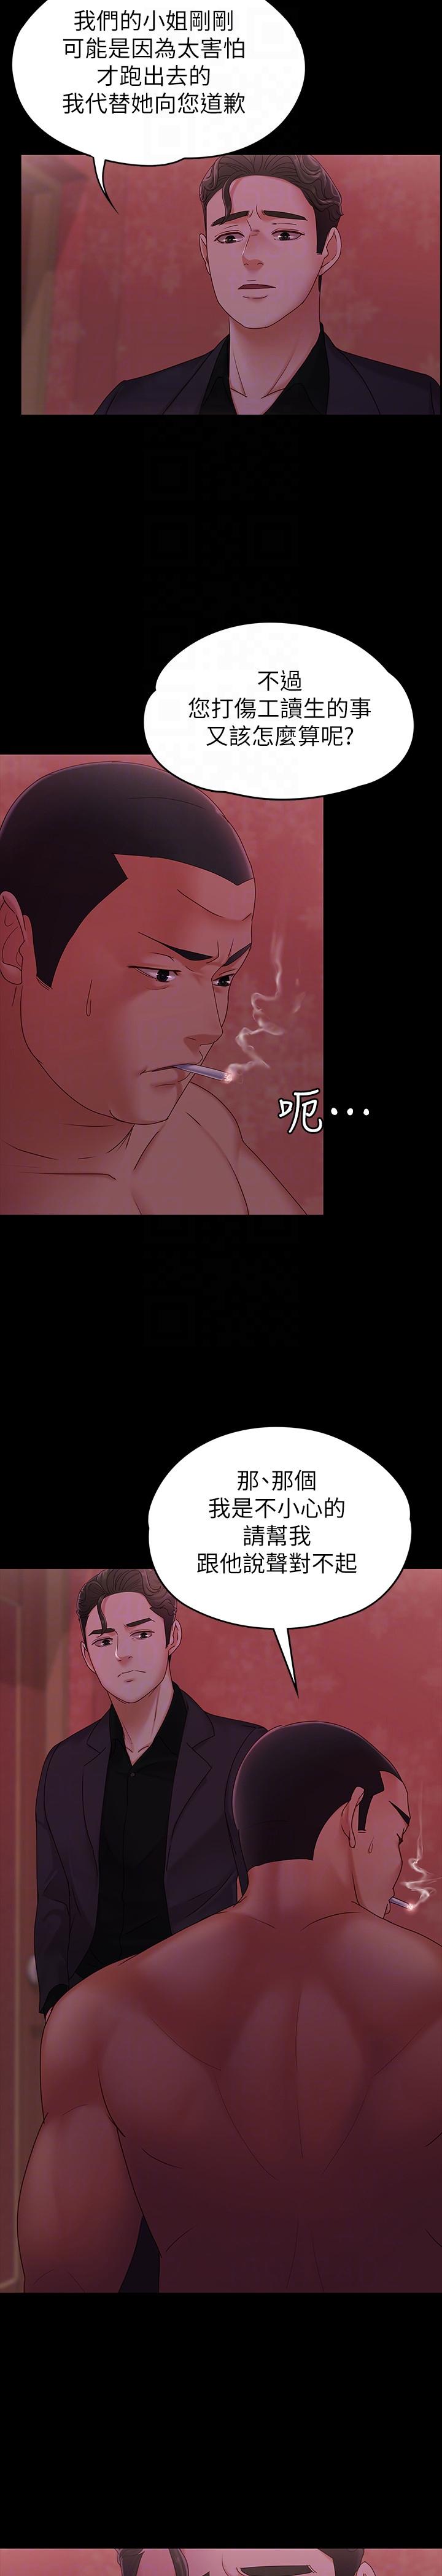 我們的小姐剛剛
可能是因為太害怕
才跑出去的
我代替她向您道歉
不過
您打傷工讀生的事
又該怎麼算呢?
呃…
那、那個
我是不小心的
請幫我
跟他說聲對不起